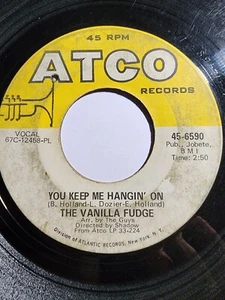 45 RPM
ATCO
RECORDS
VOCAL
67C-12468-PL
45-6590
Pub., Jobete,
BMI
Time: 2:50
YOU KEEP ME HANGIN' ON
(B. Holland-L. Dozier-E. Holland)
THE VANILLA FUDGE
Arr. by The Guys
Directed by Shadow
From Atco LP 33-224
Division of ATLANTIC RECORDS, New York, N.Y.